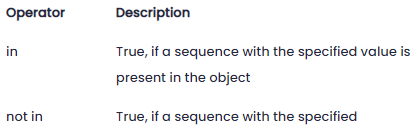 Operator Description
in True, if a sequence with the specified value is
present in the object
not in True, if a sequence with the specified